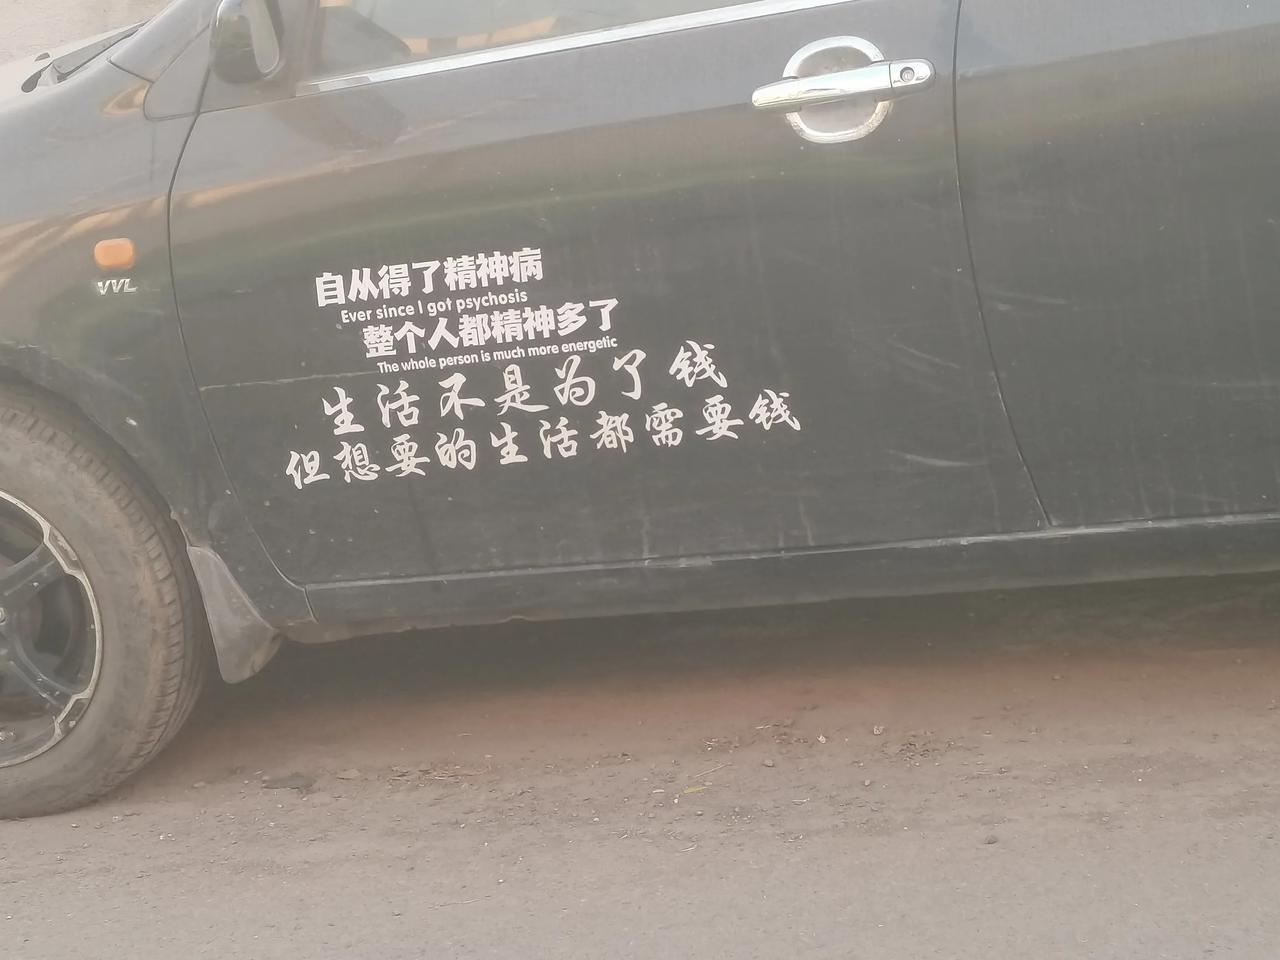 VVL
自从得了精神病
Ever since I got psychosis
整个人都精神多了
The whole person is much more energetic
生活不是为了钱
但想要的生活都需要钱